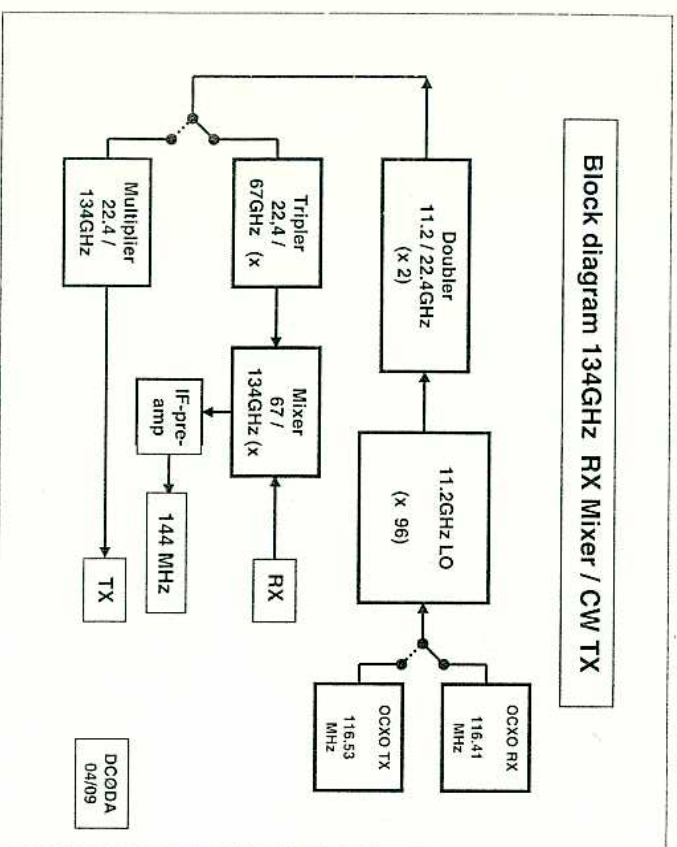 Block diagram 134GHz RX Mixer / CW TX
Doubler
11.2 / 22.4GHz
(x 2)
11.2GHz LO
(x 96)
OCXO RX
116.41
MHz
OCXO TX
116.53
MHz
Tripler
22,4 /
67GHz (x
Mixer
67 /
134GHz (x
RX
IF-pre-
amp
144 MHz
Multiplier
22.4 /
134GHz
TX
DCØDA
04/09